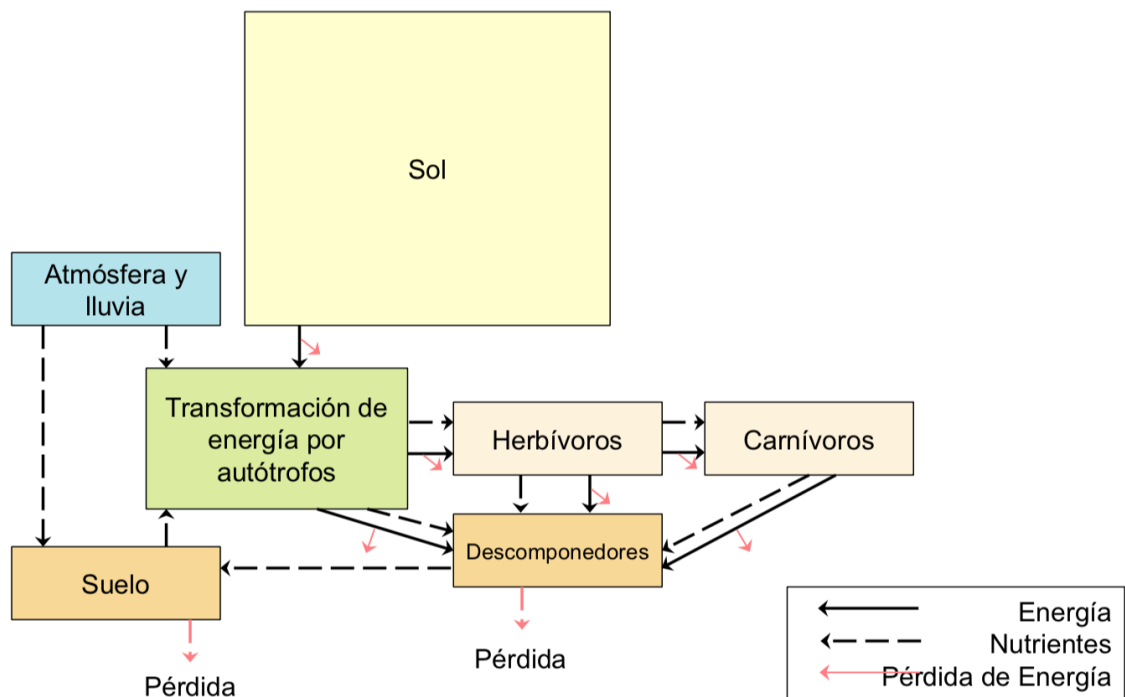 Sol
Atmósfera y
lluvia
Transformación de
energía por
autótrofos
Herbívoros
Carnívoros
Descomponedores
Suelo
Pérdida
Pérdida
Energía
Nutrientes
Pérdida de Energía